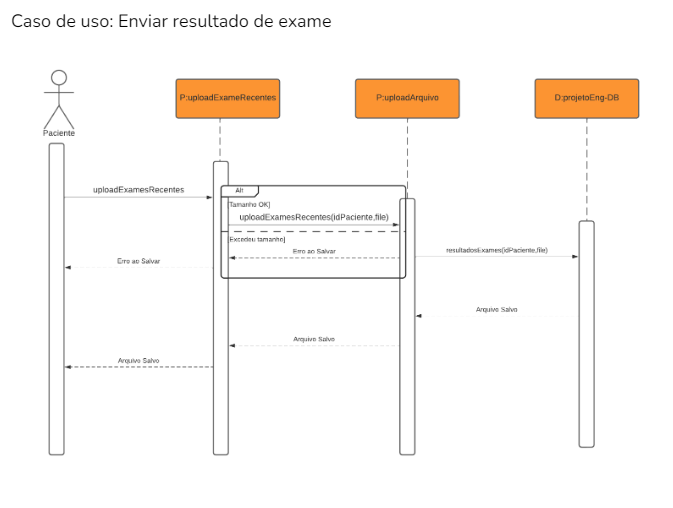 Caso de uso: Enviar resultado de exame
P:uploadExameRecentes
P:uploadArquivo
D:projetoEng-DB
Paciente
uploadExamesRecentes
Alt
Tamanho OK]
uploadExamesRecentes(idPaciente,file)
Excedeu tamanho]
Erro ao Salvar
resultadosExames(idPaciente,file)
Erro ao Salvar
Arquivo Salvo
Arquivo Salvo
Arquivo Salvo